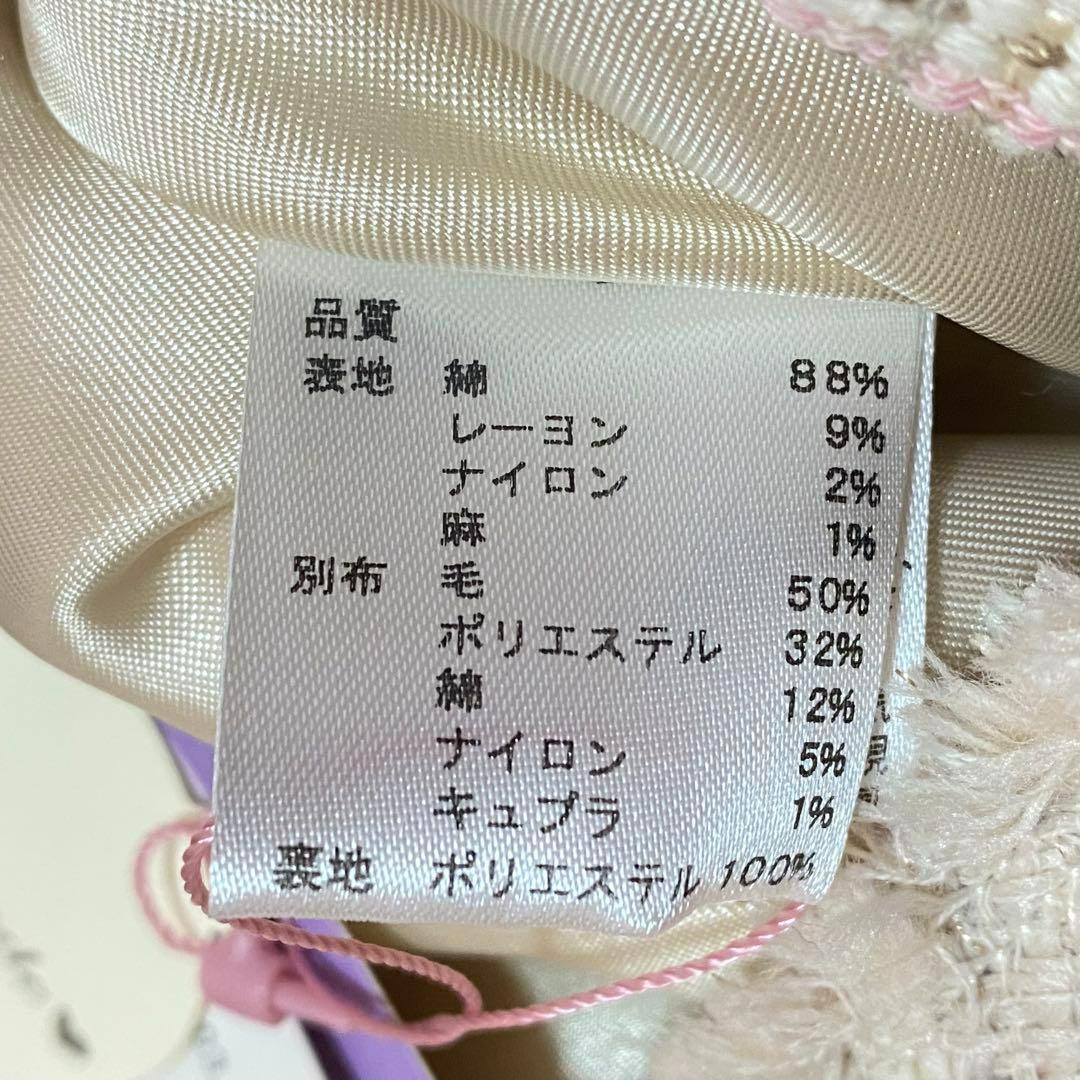 品質
表地 綿 88%
レーヨン 9%
ナイロン 2%
麻 1%
別布 毛 50%
ポリエステル 32%
綿 12%
ナイロン 5%
キュプラ 1%
裏地 ポリエステル 100%